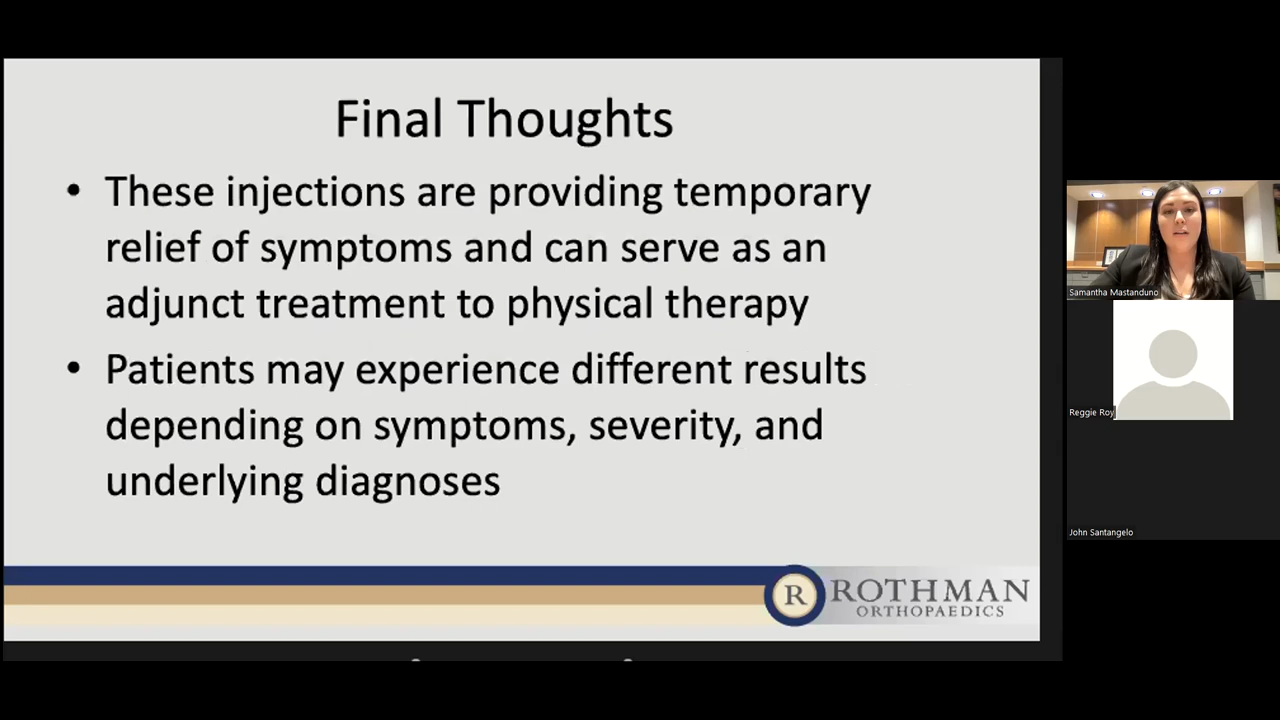 Final Thoughts
• These injections are providing temporary
relief of symptoms and can serve as an
adjunct treatment to physical therapy
• Patients may experience different results
depending on symptoms, severity, and
underlying diagnoses
R ROTHMAN
ORTHOPAEDICS
Samantha Mastanduno
Reggie Roy
John Santangelo